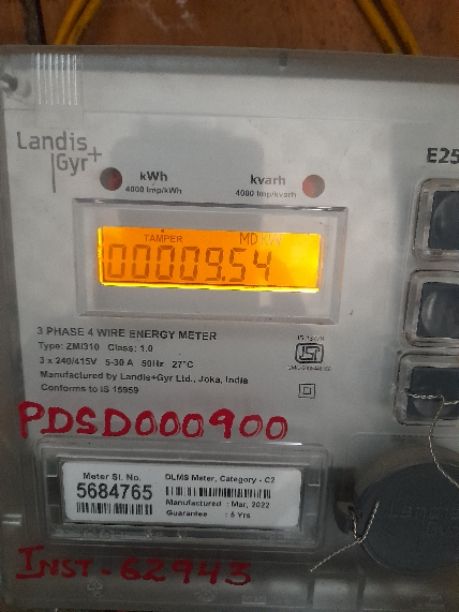 Landis
Gyr+
E25
kWh
4000 Imp/kWh
kvarh
4000 Imp/kvarh
TAMPER MD KW
00009.54
3 PHASE 4 WIRE ENERGY METER
Type: ZMI310 Class: 1.0
3 x 240/415V 5-30 A 50Hz 27°C
Manufactured by Landis+Gyr Ltd., Joka, India
Conforms to IS 15959
PDSD000900
Meter Sl. No.
5684765
DLMS Meter, Category - C2
Manufactured : Mar, 2022
Guarantee : 5 Yrs
INST-62943